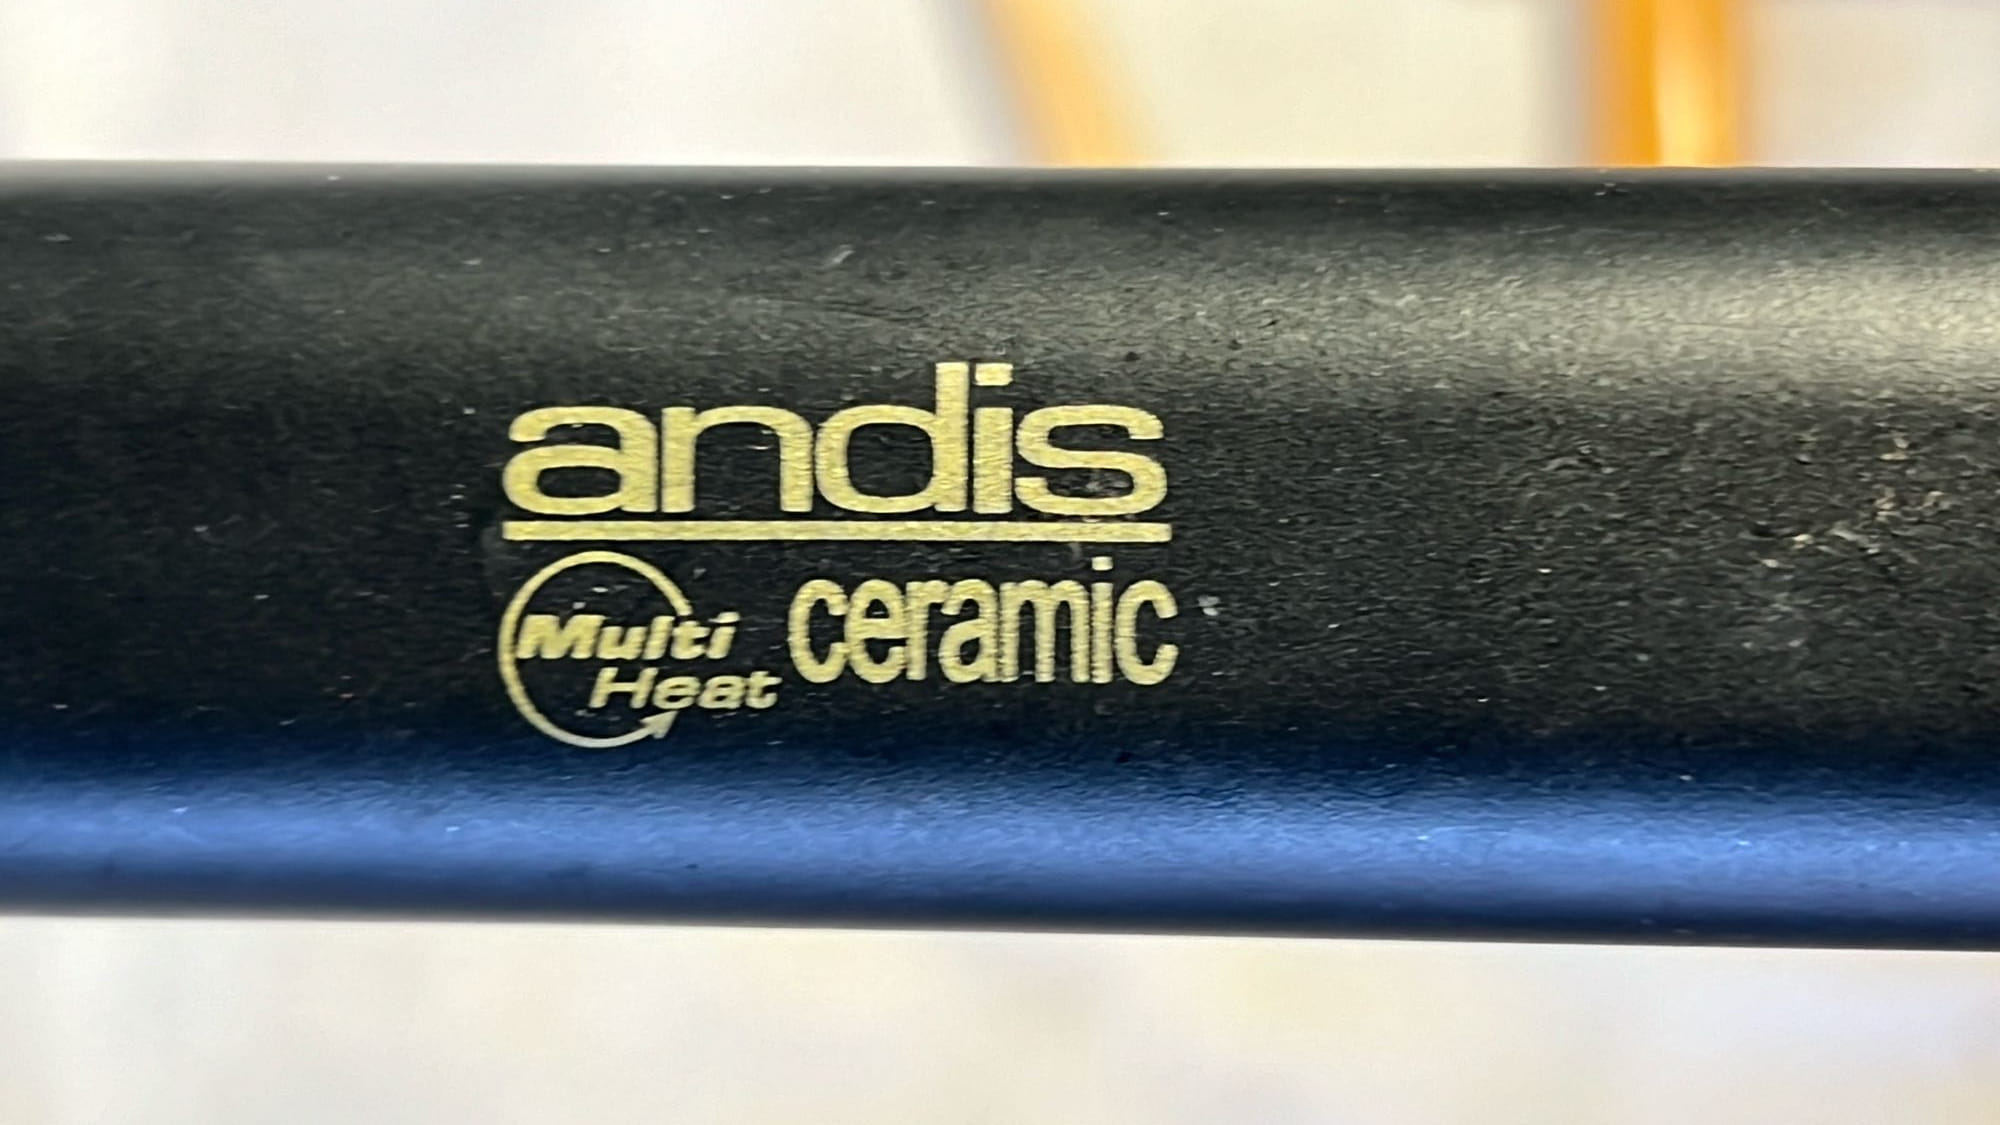 andis
Multi
Heat
ceramic